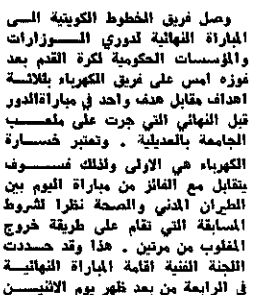 وصل فريق الخطوط الكويتية الـى
المباراة النهائية لدوري الـوزارات
والمؤسسات الحكومية لكرة القدم بعد
فوزه امس على فريق الكهرباء بثلاثـة
اهداف مقابل هدف واحد في مباراةالدور
قبل النهائي التي جرت على ملعـب
الجامعة بالعديلية . وتعتبر خسـارة
الكهرباء هي الاولى ولذلك فسـوف
يتقابل مع الفائز من مباراة اليوم بين
الطيران المدني والصحة نظرا لشروط
المسابقة التي تقام على طريقة خروج
المغلوب من مرتين . هذا وقد حـددت
اللجنة الفنية اقامة المباراة النهائيـة
في الرابعة من بعد ظهر يوم الاثنيـن